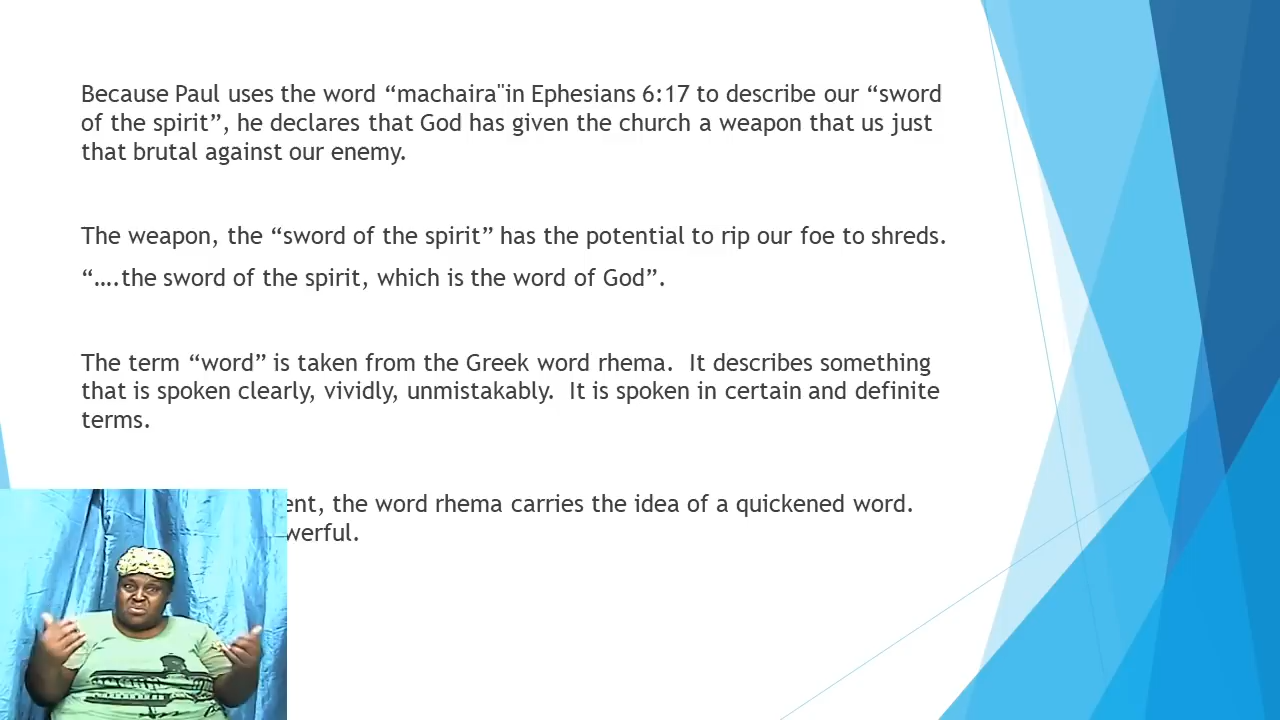 Because Paul uses the word “machaira"in Ephesians 6:17 to describe our “sword
of the spirit”, he declares that God has given the church a weapon that us just
that brutal against our enemy.
The weapon, the “sword of the spirit” has the potential to rip our foe to shreds.
“….the sword of the spirit, which is the word of God”.
The term “word” is taken from the Greek word rhema.  It describes something
that is spoken clearly, vividly, unmistakably.  It is spoken in certain and definite
terms.
ent, the word rhema carries the idea of a quickened word.
werful.